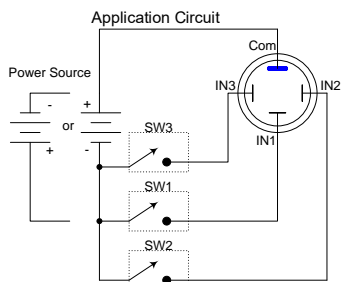 Application Circuit
Com
Power Source
IN3
IN2
-
+
or
+
-
SW3
IN1
SW1
SW2